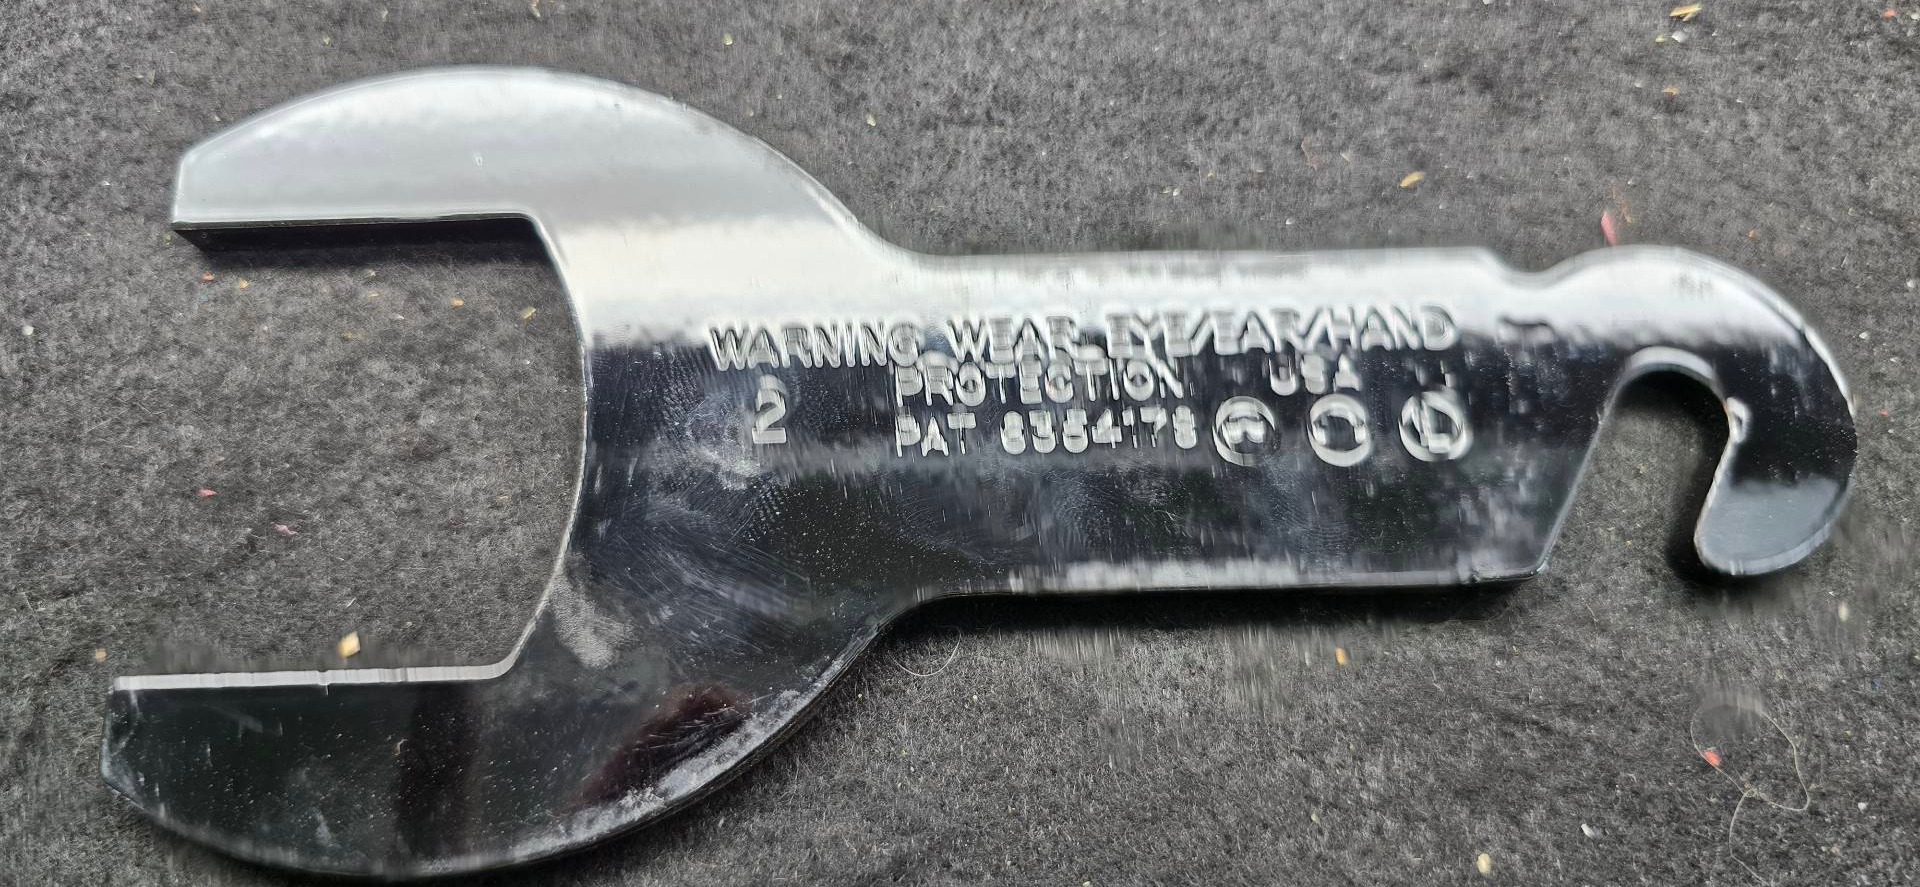 WARNING WEAR EYE/EAR/HAND
PROTECTION USA
2
PAT 6354178